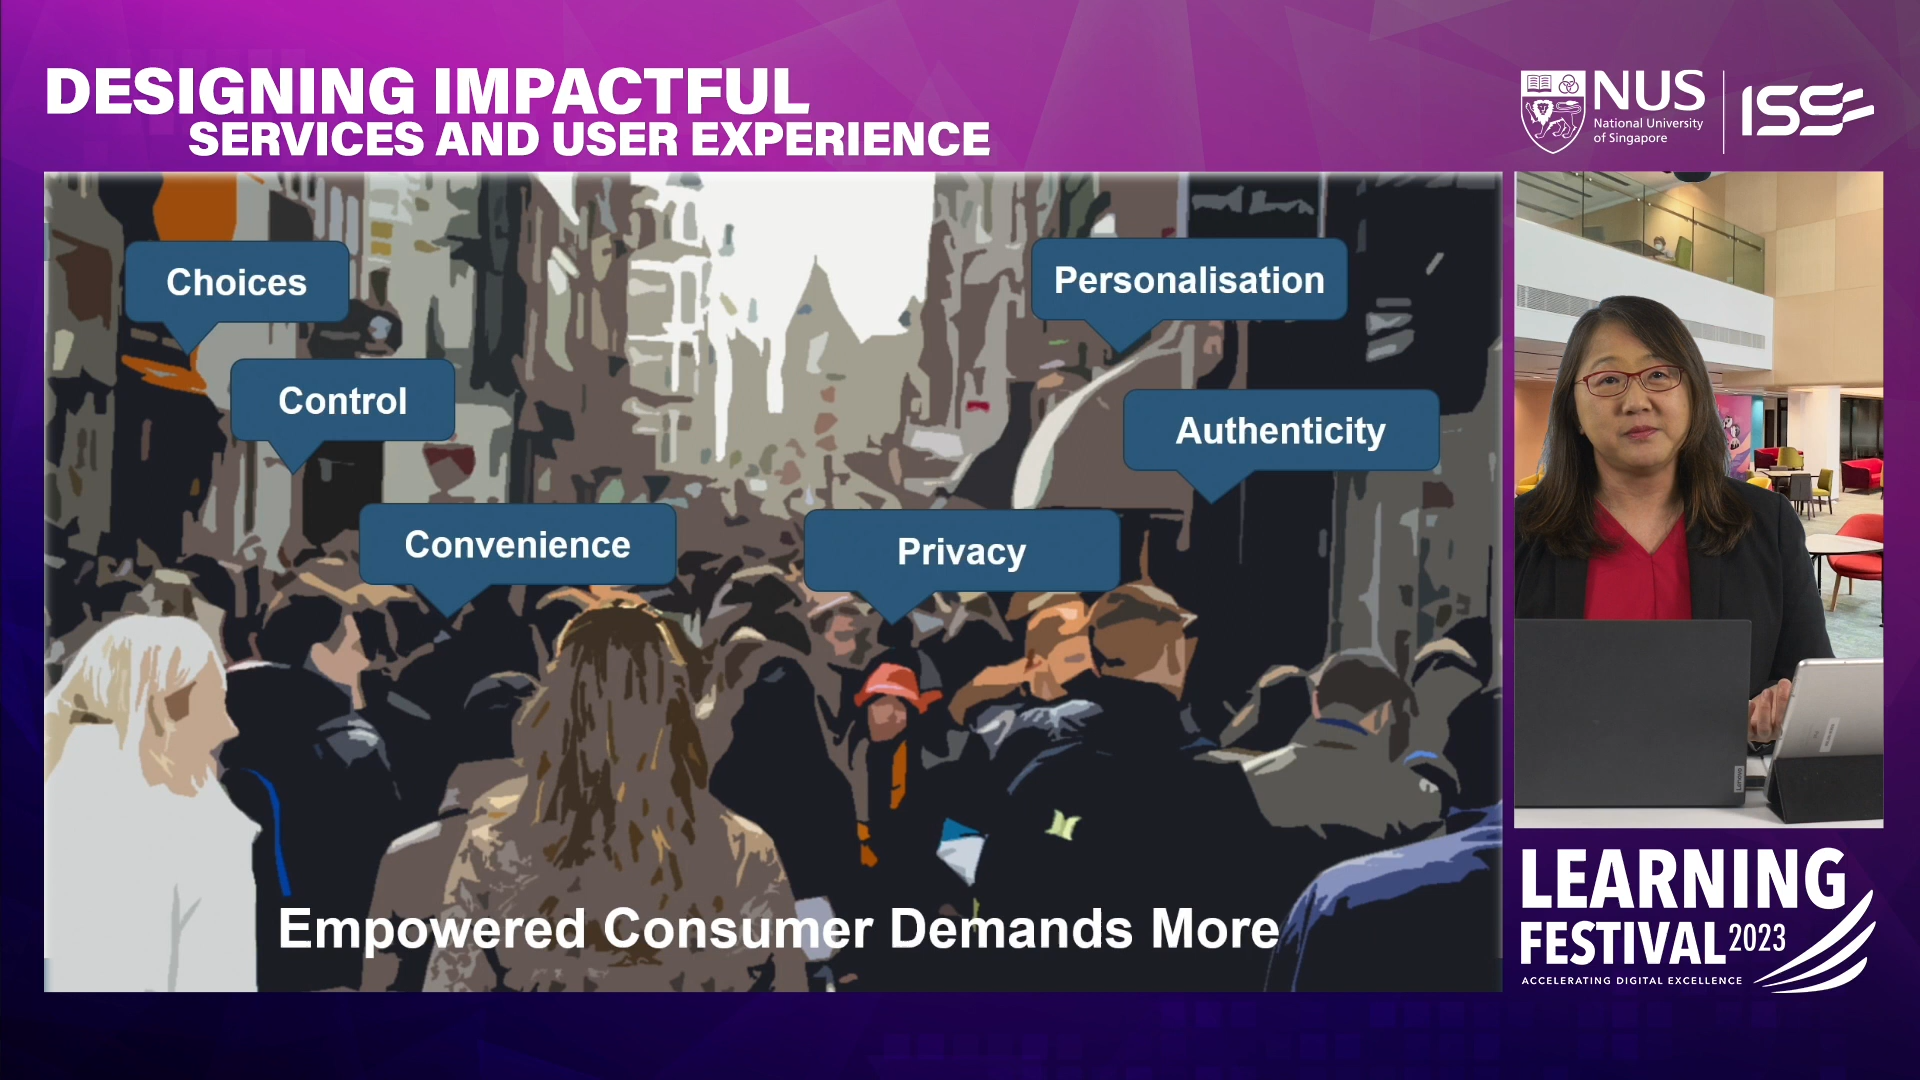 DESIGNING IMPACTFUL
SERVICES AND USER EXPERIENCE
NUS
National University
of Singapore
ISS
Choices
Personalisation
Control
Authenticity
Convenience
Privacy
Empowered Consumer Demands More
Lenovo
LEARNING
FESTIVAL 2023
ACCELERATING DIGITAL EXCELLENCE